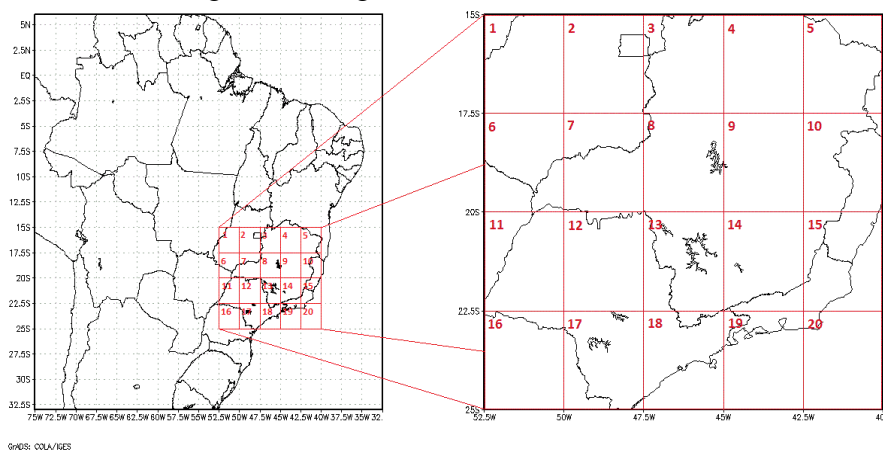 5N
2.5N
EQ
2.5S
5S
7.5S
10S
12.5S
15S
17.5S
20S
22.5S
25S
27.5S
30S
32.5S
75W 72.5W 70W 67.5W 65W 62.5W 60W 57.5W 55W 52.5W 50W 47.5W 45W 42.5W 40W 37.5W 35W 32.
1 2 3 4 5
6 7 8 9 10
11 12 13 14 15
16 17 18 19 20
15S
17.5S
20S
22.5S
25S
52.5W 50W 47.5W 45W 42.5W 40
1 2 3 4 5
6 7 8 9 10
11 12 13 14 15
16 17 18 19 20
GrADS: COLA/IGES